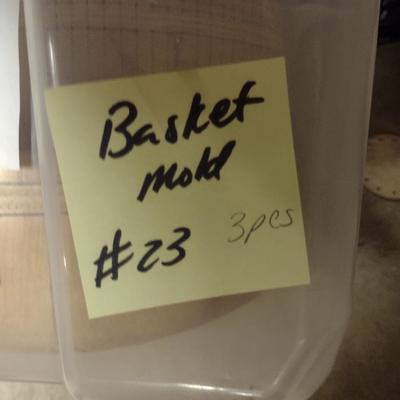 Basket
Mold
#23 3pcs